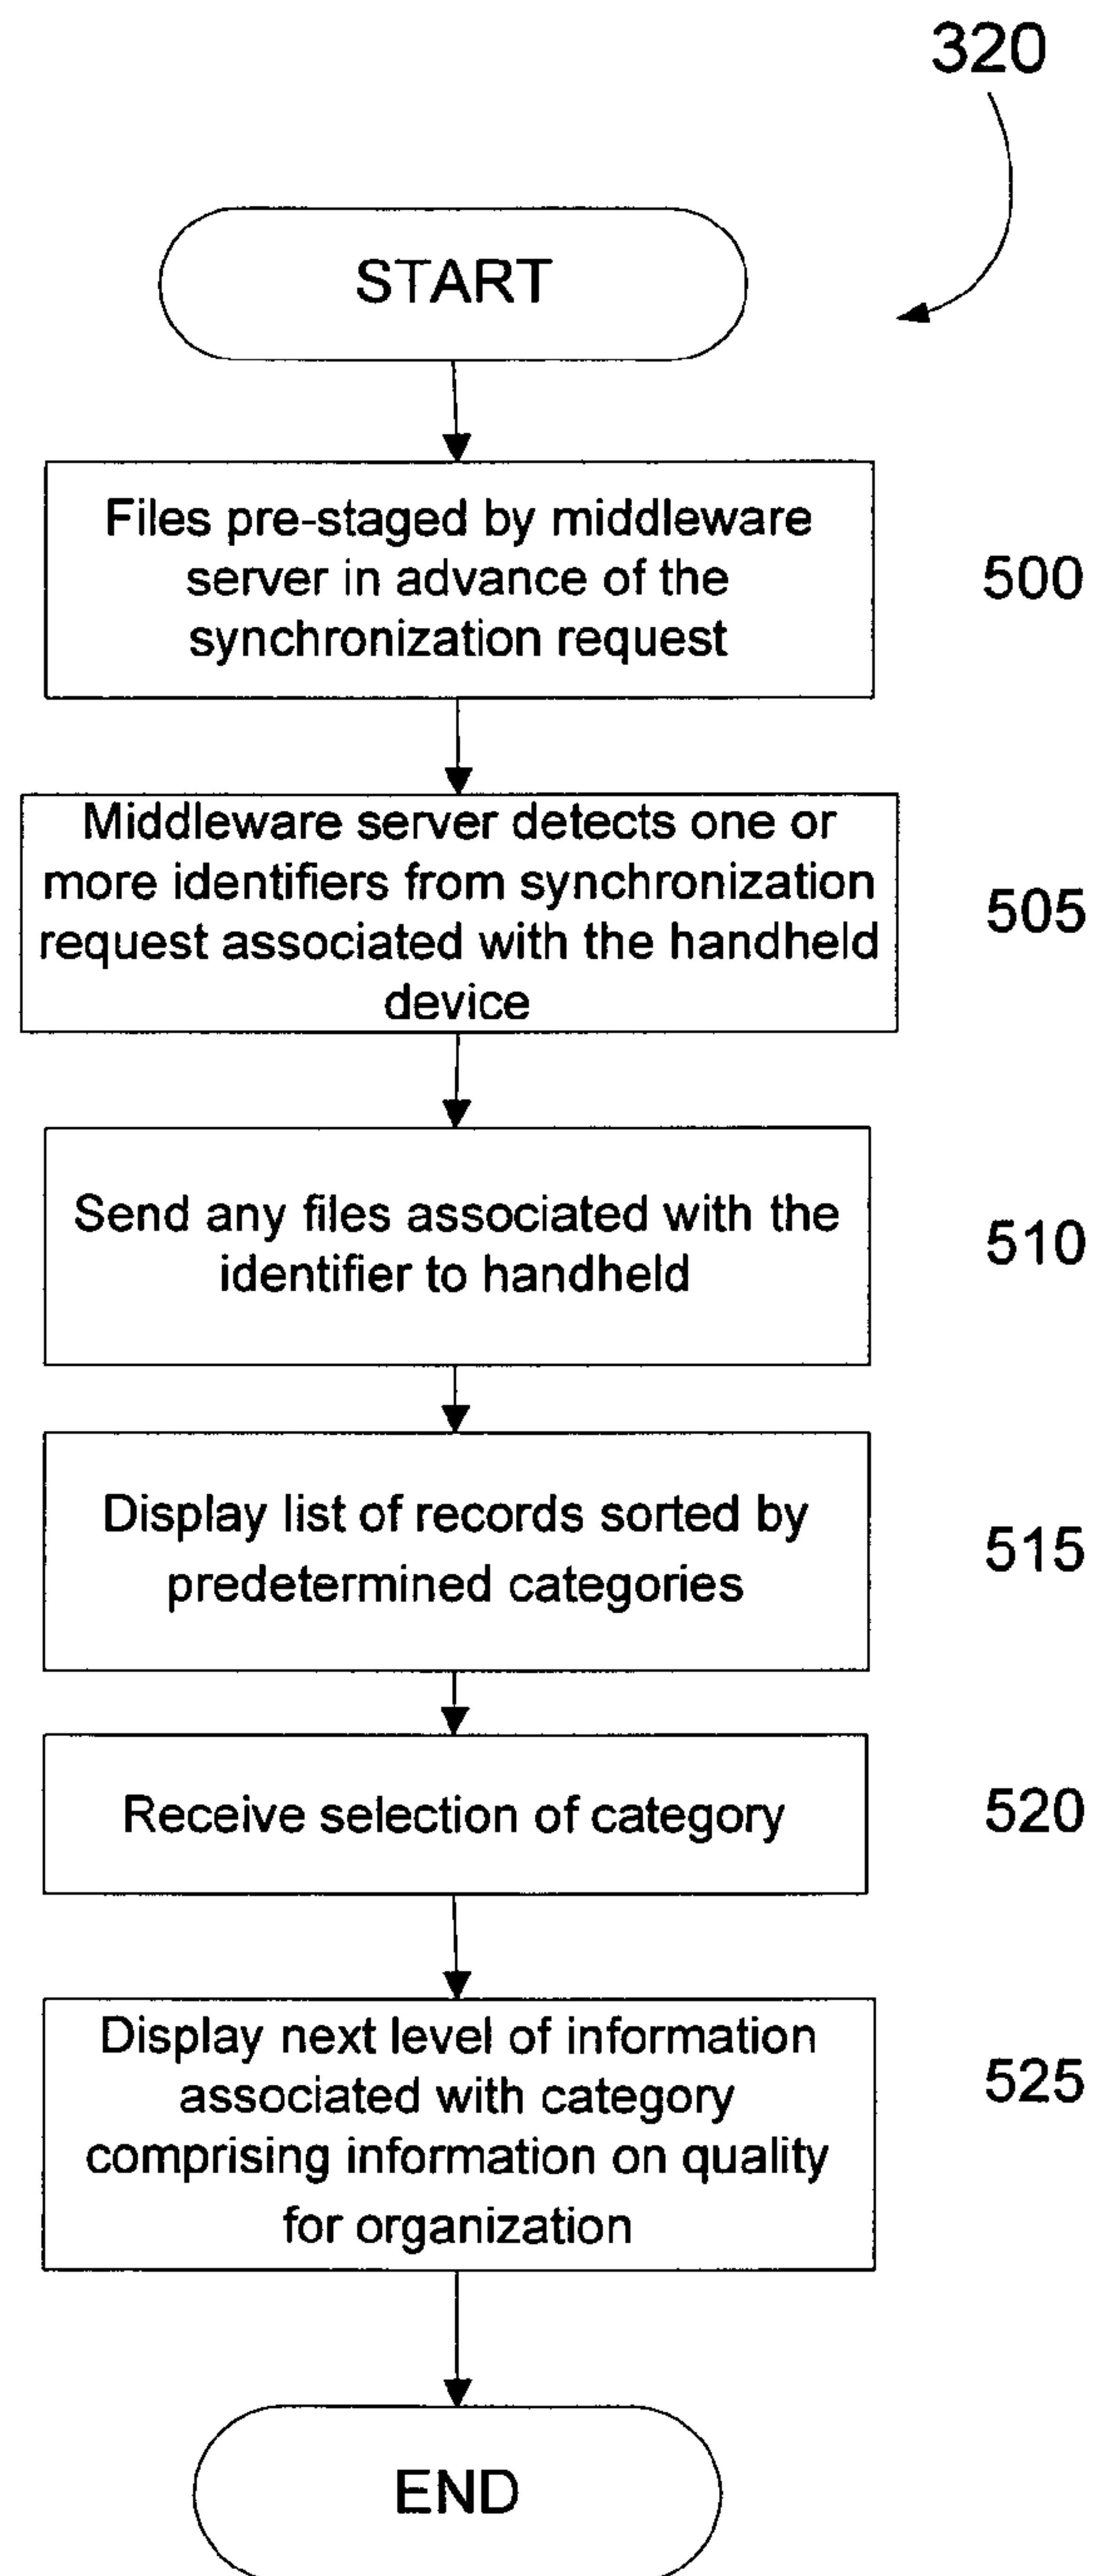 320
START
Files pre-staged by middleware
server in advance of the
synchronization request
500
Middleware server detects one or
more identifiers from synchronization
request associated with the handheld
device
505
Send any files associated with the
identifier to handheld
510
Display list of records sorted by
predetermined categories
515
Receive selection of category
520
Display next level of information
associated with category
comprising information on quality
for organization
525
END